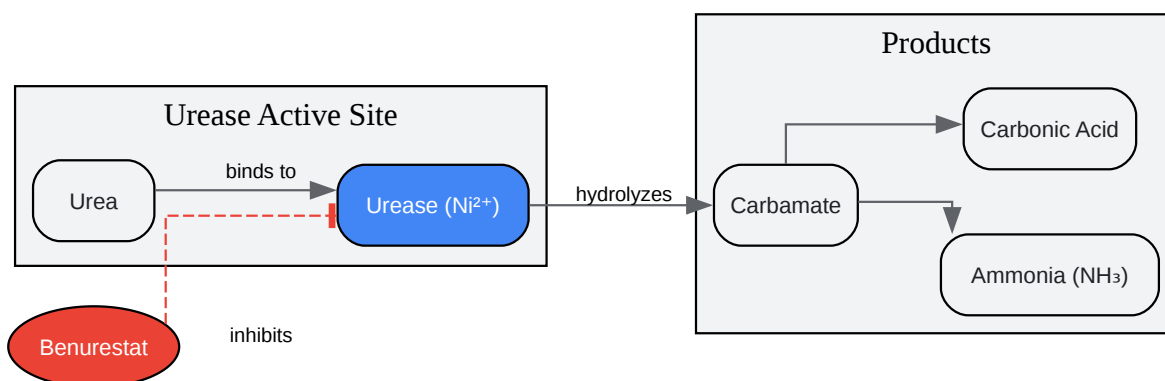 Products
Urease Active Site
Carbonic Acid
binds to
Urea
Urease (Ni²⁺)
hydrolyzes
Carbamate
Ammonia (NH₃)
inhibits
Benurestat